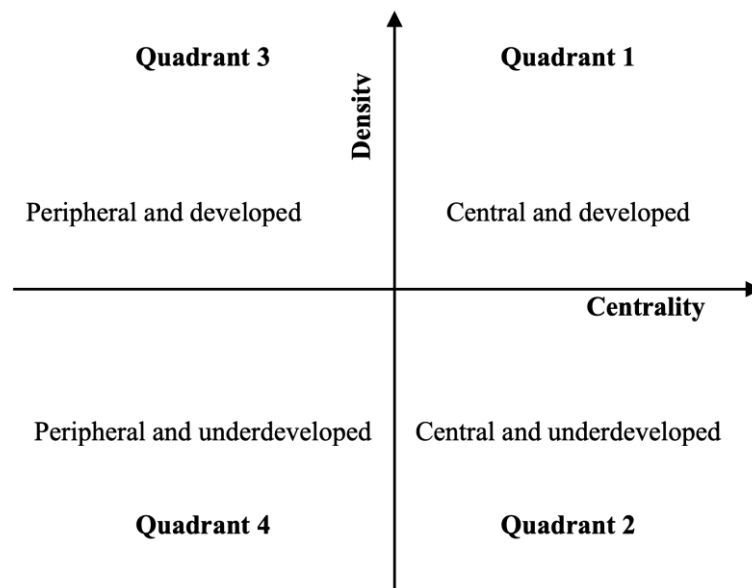 Quadrant 3
Quadrant 1
Density
Peripheral and developed
Central and developed
Centrality
Peripheral and underdeveloped
Central and underdeveloped
Quadrant 4
Quadrant 2